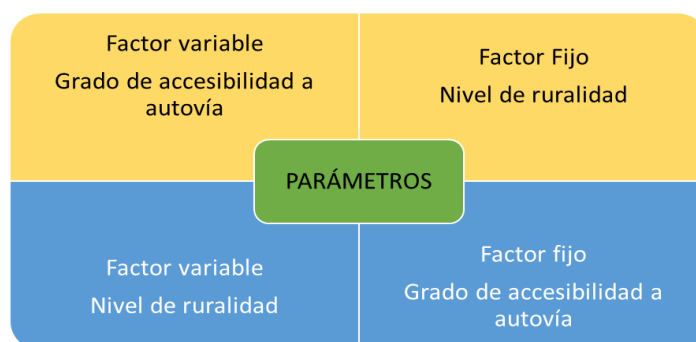 Factor variable
Grado de accesibilidad a
autovía
Factor Fijo
Nivel de ruralidad
PARÁMETROS
Factor variable
Nivel de ruralidad
Factor fijo
Grado de accesibilidad a
autovía